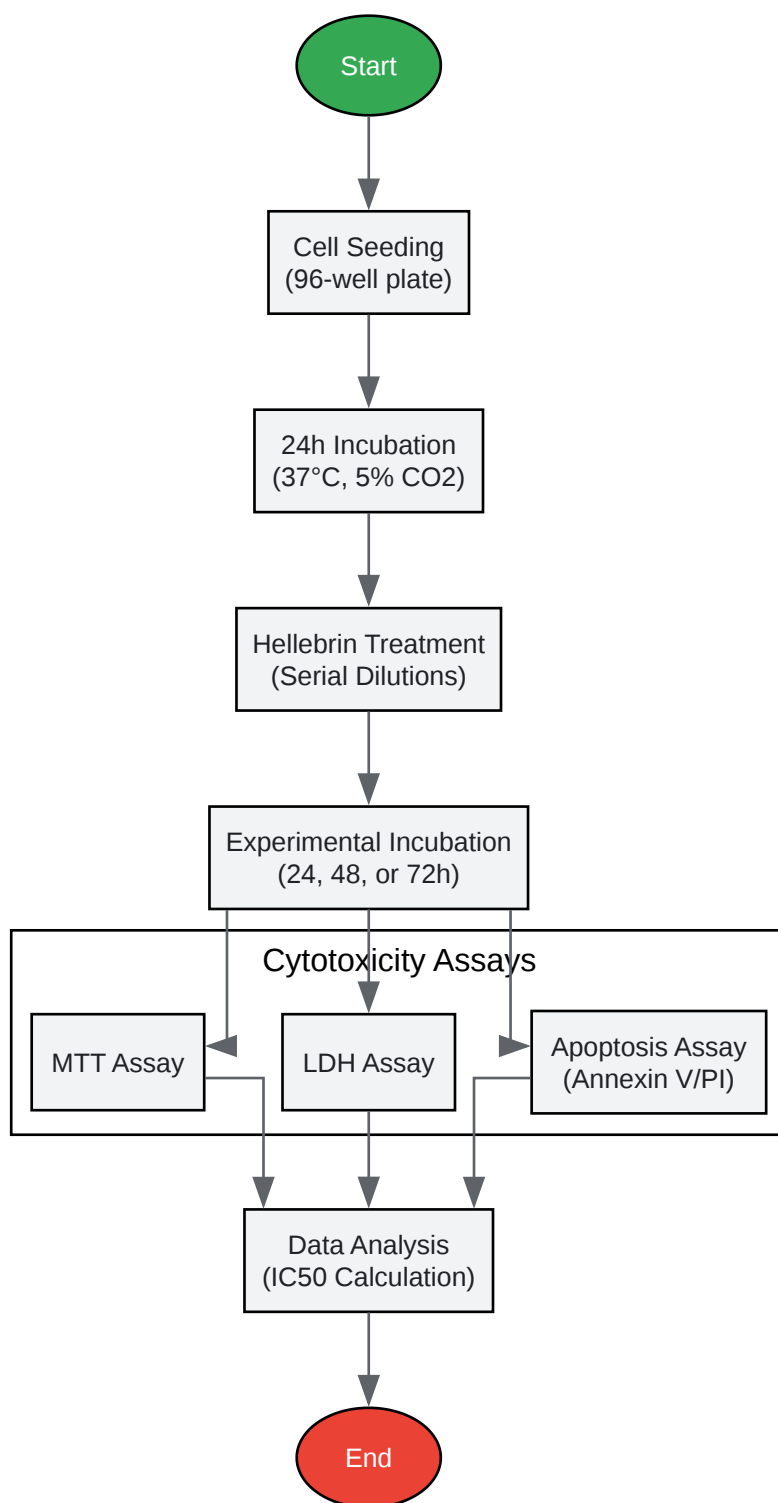 Start
Cell Seeding
(96-well plate)
24h Incubation
(37°C, 5% CO2)
Hellebrin Treatment
(Serial Dilutions)
Experimental Incubation
(24, 48, or 72h)
Cytotoxicity Assays
MTT Assay
LDH Assay
Apoptosis Assay
(Annexin V/PI)
Data Analysis
(IC50 Calculation)
End